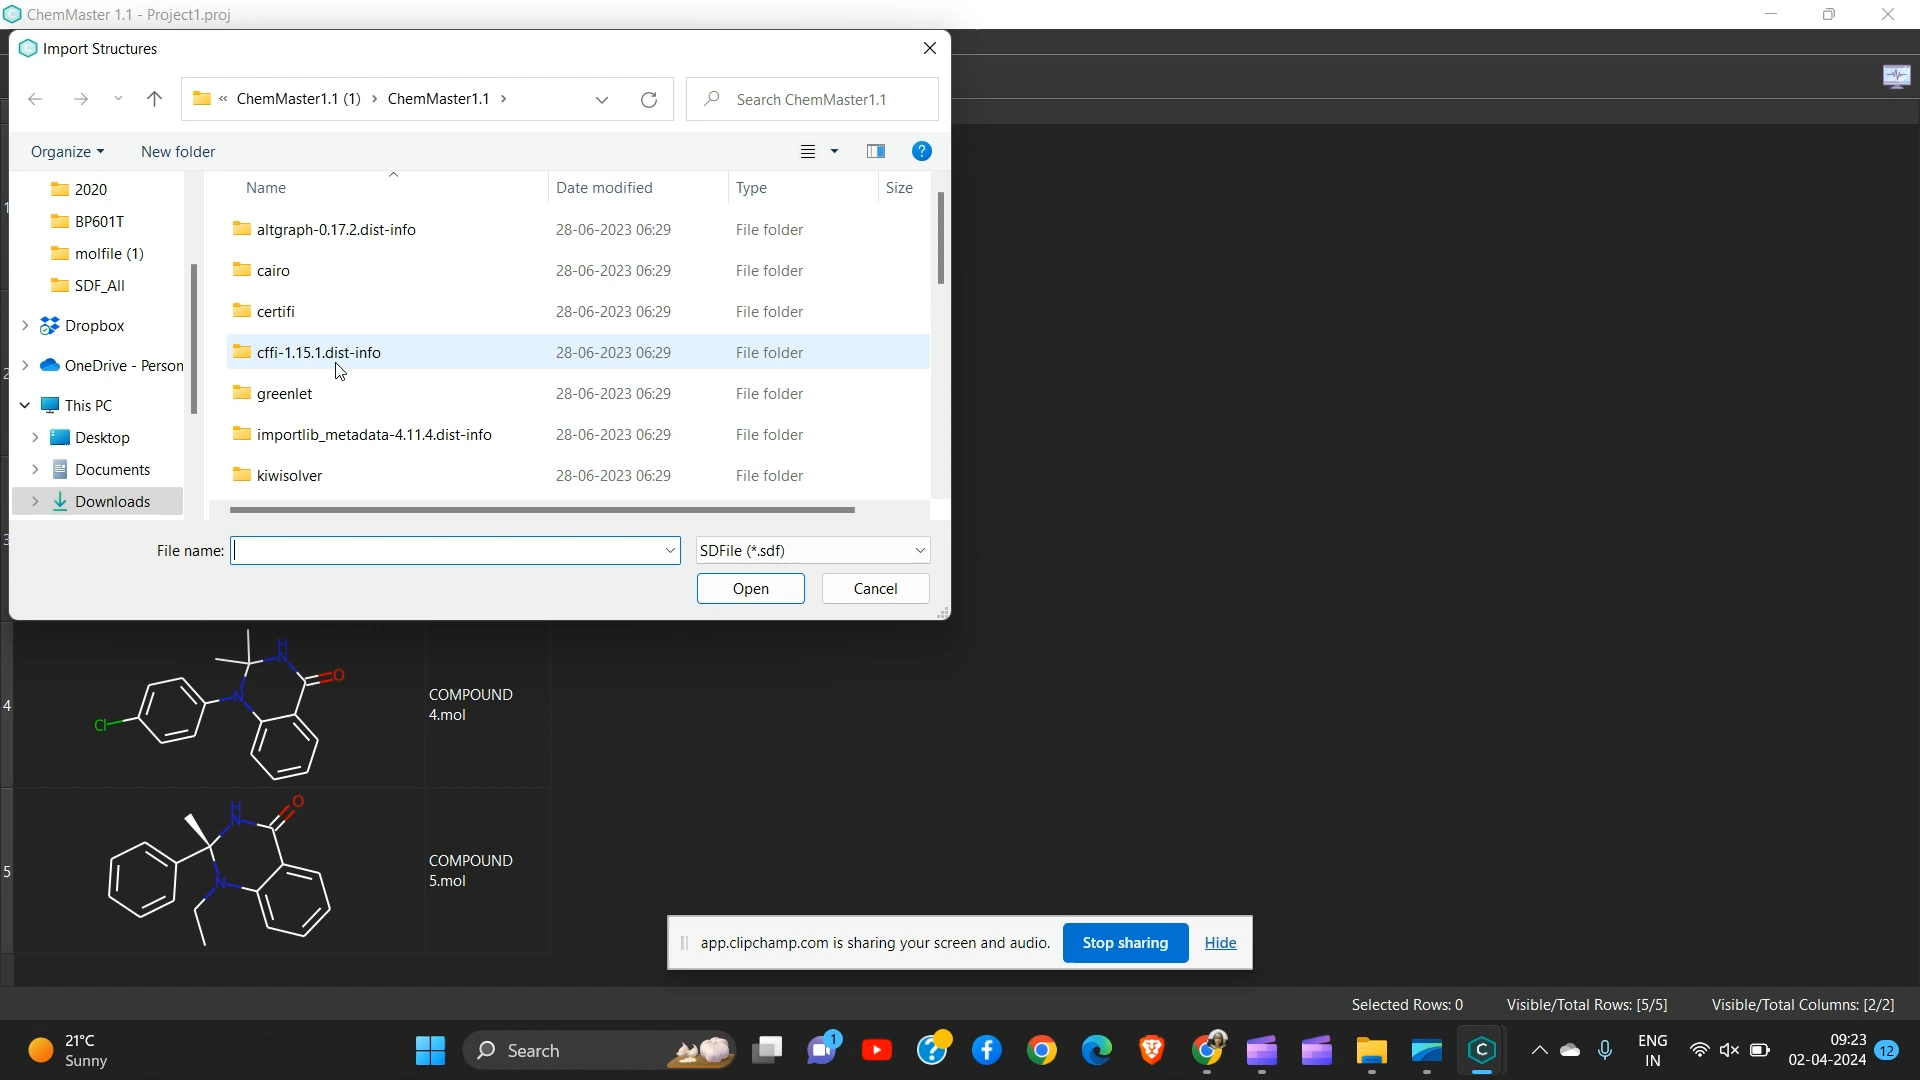 ChemMaster 1.1 - Project1.proj
Import Structures
« ChemMaster1.1 (1) › ChemMaster1.1 ›
Search ChemMaster1.1
Organize
New folder
?
Name
Date modified
Type
Size
2020
BP601T
molfile (1)
SDF_All
Dropbox
OneDrive - Person
This PC
Desktop
Documents
Downloads
altgraph-0.17.2.dist-info 28-06-2023 06:29 File folder
cairo 28-06-2023 06:29 File folder
certifi 28-06-2023 06:29 File folder
cffi-1.15.1.dist-info 28-06-2023 06:29 File folder
greenlet 28-06-2023 06:29 File folder
importlib_metadata-4.11.4.dist-info 28-06-2023 06:29 File folder
kiwisolver 28-06-2023 06:29 File folder
File name:
SDFile (*.sdf)
Open
Cancel
1
2
3
4
H
N
O
N
Cl
COMPOUND
4.mol
5
H
N
O
N
COMPOUND
5.mol
app.clipchamp.com is sharing your screen and audio.
Stop sharing
Hide
Selected Rows: 0
Visible/Total Rows: [5/5]
Visible/Total Columns: [2/2]
21°C
Sunny
Search
1
?
C
ENG
IN
09:23
02-04-2024
12